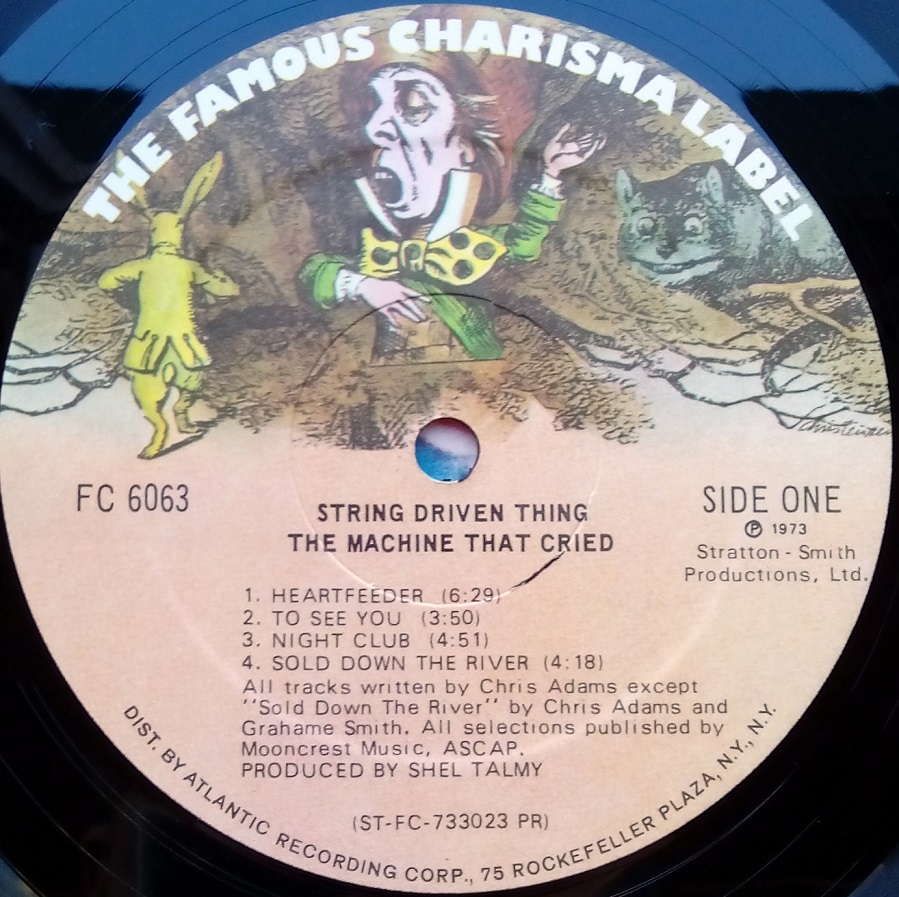 THE FAMOUS CHARISMA LABEL
FC 6063
SIDE ONE
℗ 1973
Stratton - Smith
Productions, Ltd.
STRING DRIVEN THING
THE MACHINE THAT CRIED
1. HEARTFEEDER (6:29)
2. TO SEE YOU (3:50)
3. NIGHT CLUB (4:51)
4. SOLD DOWN THE RIVER (4:18)
All tracks written by Chris Adams except
"Sold Down The River" by Chris Adams and
Grahame Smith. All selections published by
Mooncrest Music, ASCAP.
PRODUCED BY SHEL TALMY
(ST-FC-733023 PR)
DIST. BY ATLANTIC RECORDING CORP., 75 ROCKEFELLER PLAZA, N.Y., N.Y.